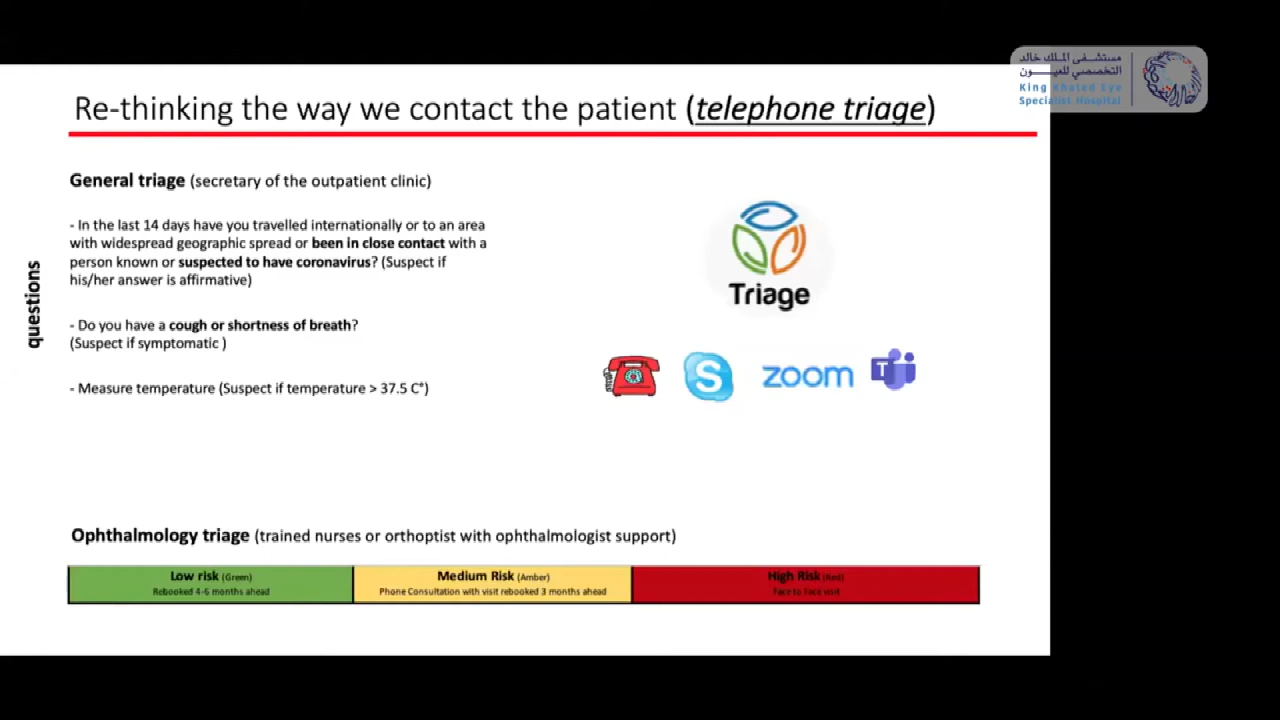 مستشفى الملك خالد
التخصصي للعيون
King Khaled Eye
Specialist Hospital
Re-thinking the way we contact the patient (telephone triage)
General triage (secretary of the outpatient clinic)
- In the last 14 days have you travelled internationally or to an area
with widespread geographic spread or been in close contact with a
person known or suspected to have coronavirus? (Suspect if
his/her answer is affirmative)
questions
- Do you have a cough or shortness of breath?
(Suspect if symptomatic )
- Measure temperature (Suspect if temperature > 37.5 C°)
Triage
S
zoom
T
Ophthalmology triage (trained nurses or orthoptist with ophthalmologist support)
Low risk (Green)
Rebooked 4-6 months ahead
Medium Risk (Amber)
Phone Consultation with visit rebooked 3 months ahead
High Risk (Red)
Face to Face visit